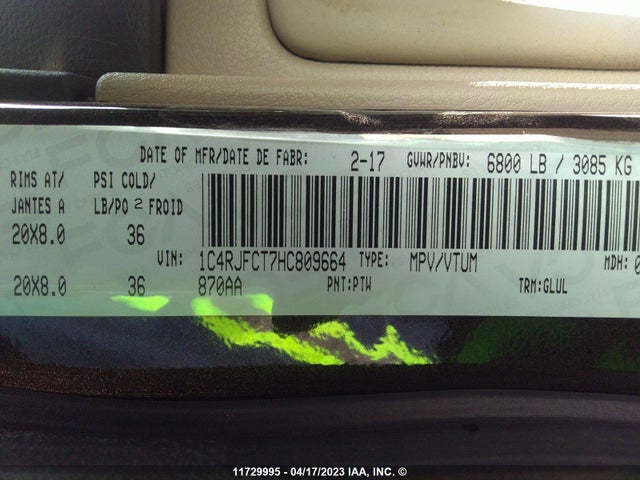 DATE OF MFR/DATE DE FABR: 2-17 GVWR/PNBV: 6800 LB / 3085 KG
RIMS AT/ PSI COLD/
JANTES A LB/PO 2 FROID
20X8.0 36
VIN: 1C4RJFCT7HC809664 TYPE: MPV/VTUM MDH: 0
20X8.0 36 870AA PNT:PTW TRM:GLUL
11729995 - 04/17/2023 IAA, INC. ©